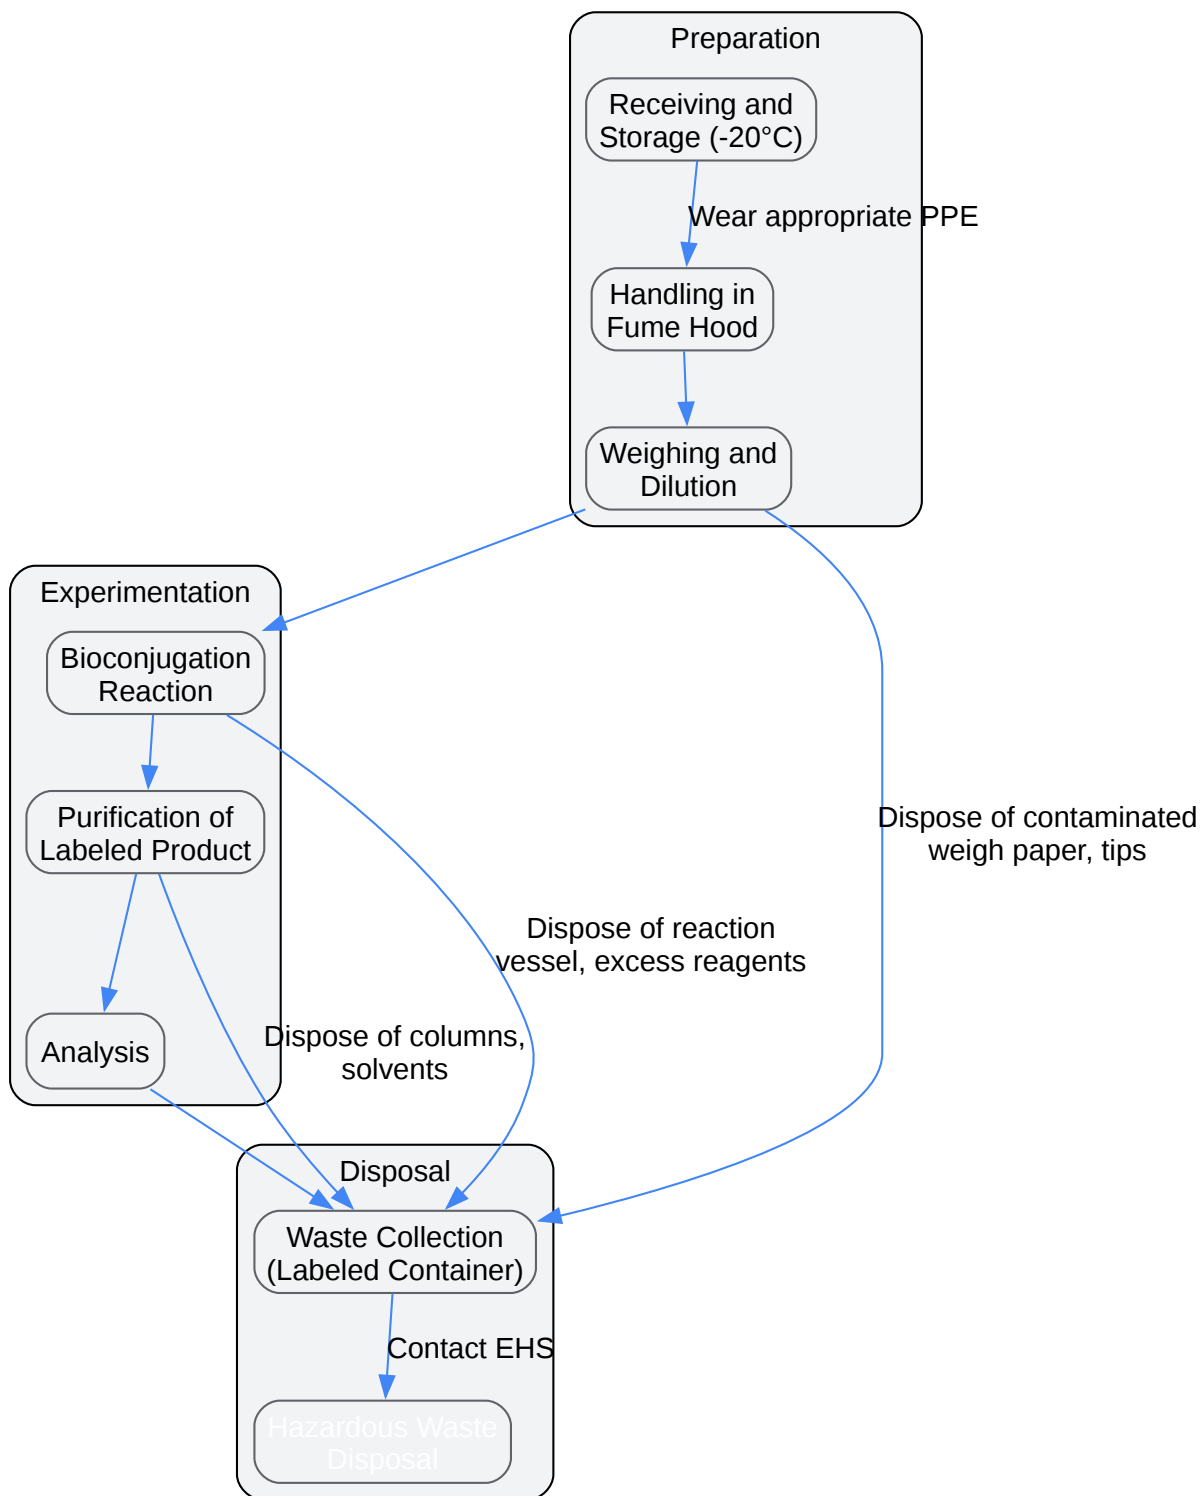 Preparation
Receiving and
Storage (-20°C)
Wear appropriate PPE
Handling in
Fume Hood
Weighing and
Dilution
Experimentation
Bioconjugation
Reaction
Purification of
Labeled Product
Dispose of contaminated
weigh paper, tips
Dispose of reaction
vessel, excess reagents
Dispose of columns,
solvents
Analysis
Disposal
Waste Collection
(Labeled Container)
Contact EHS
Hazardous Waste
Disposal